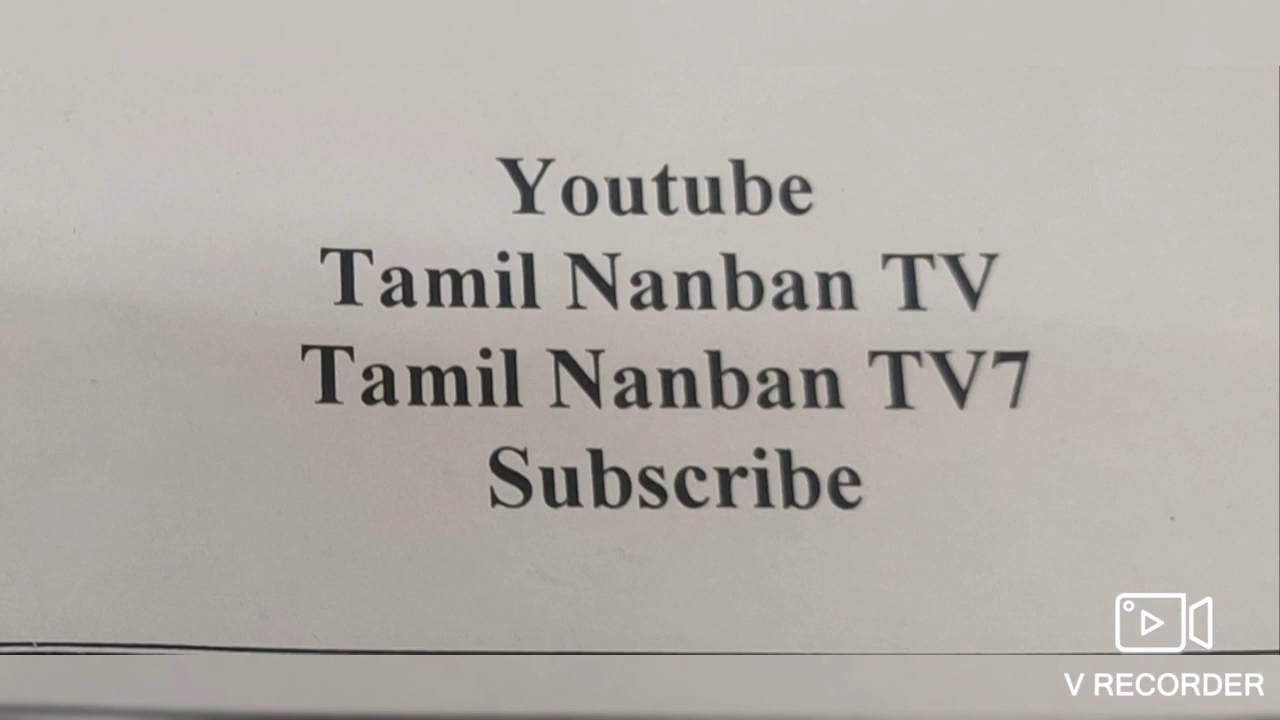 Youtube
Tamil Nanban TV
Tamil Nanban TV7
Subscribe
V RECORDER